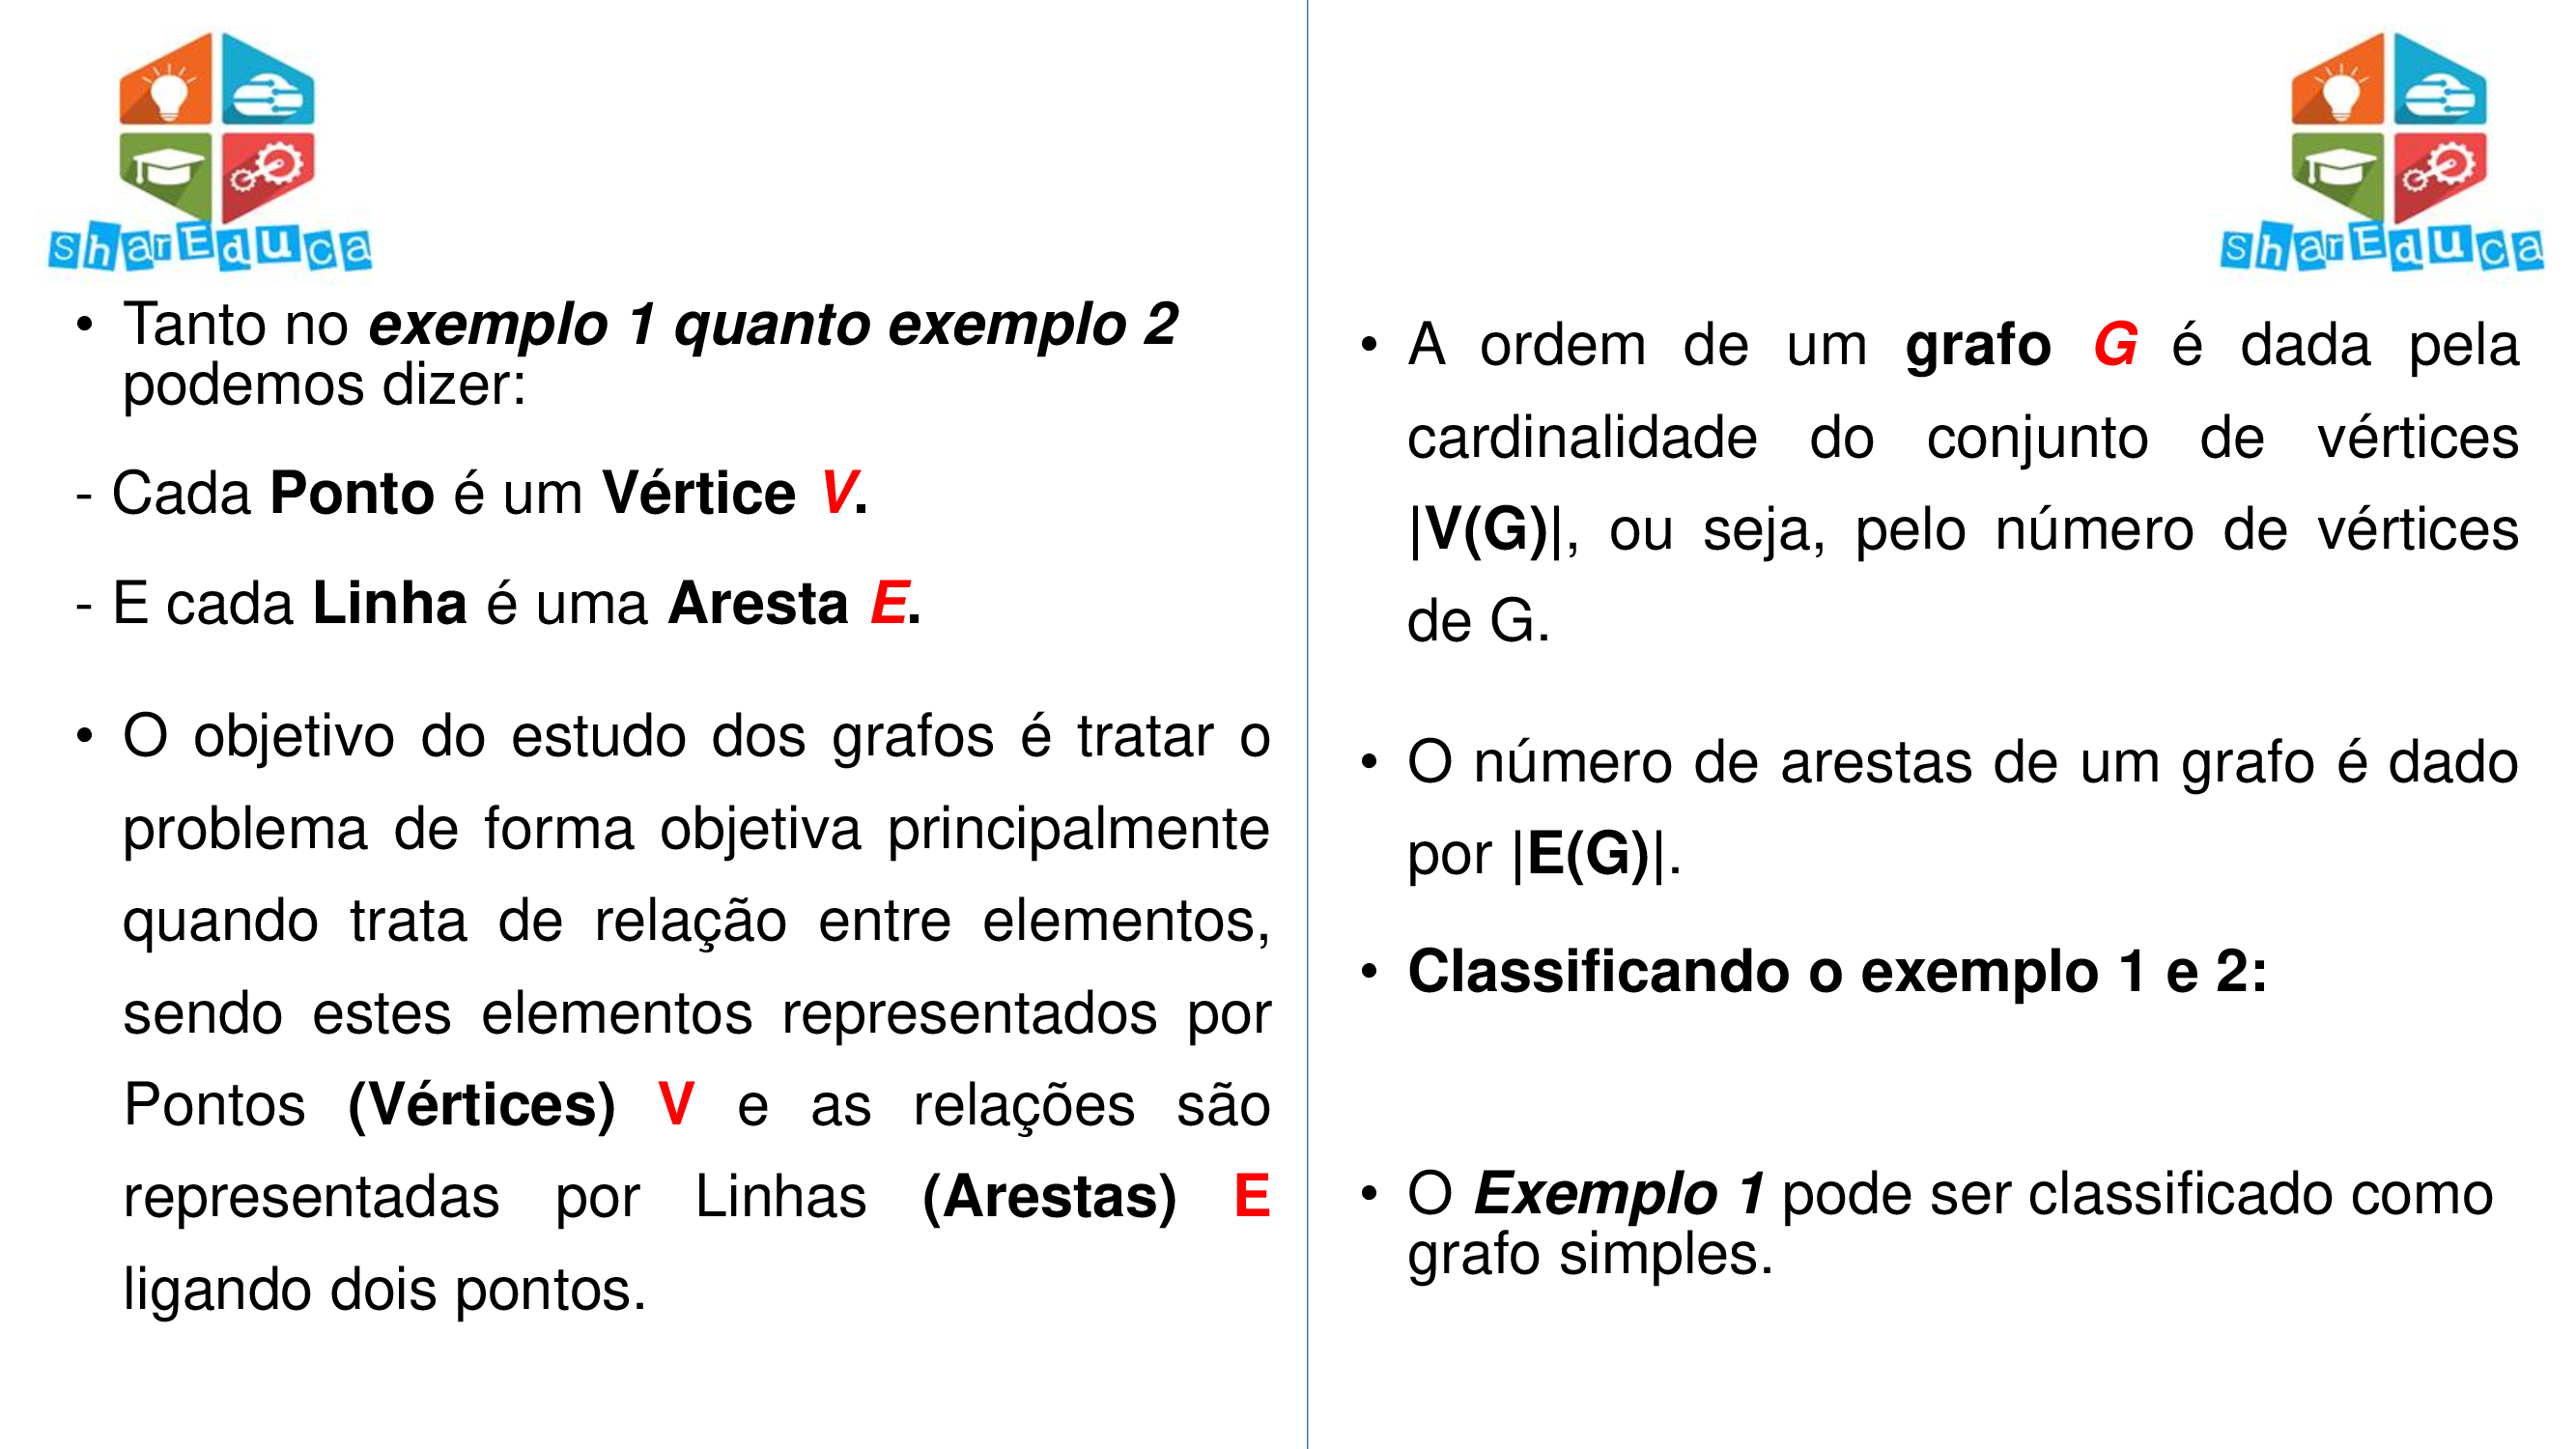 sharEduca
• Tanto no exemplo 1 quanto exemplo 2
podemos dizer:
- Cada Ponto é um Vértice V.
- E cada Linha é uma Aresta E.
• O objetivo do estudo dos grafos é tratar o
problema de forma objetiva principalmente
quando trata de relação entre elementos,
sendo estes elementos representados por
Pontos (Vértices) V e as relações são
representadas por Linhas (Arestas) E
ligando dois pontos.
sharEduca
• A ordem de um grafo G é dada pela
cardinalidade do conjunto de vértices
|V(G)|, ou seja, pelo número de vértices
de G.
• O número de arestas de um grafo é dado
por |E(G)|.
• Classificando o exemplo 1 e 2:
• O Exemplo 1 pode ser classificado como
grafo simples.